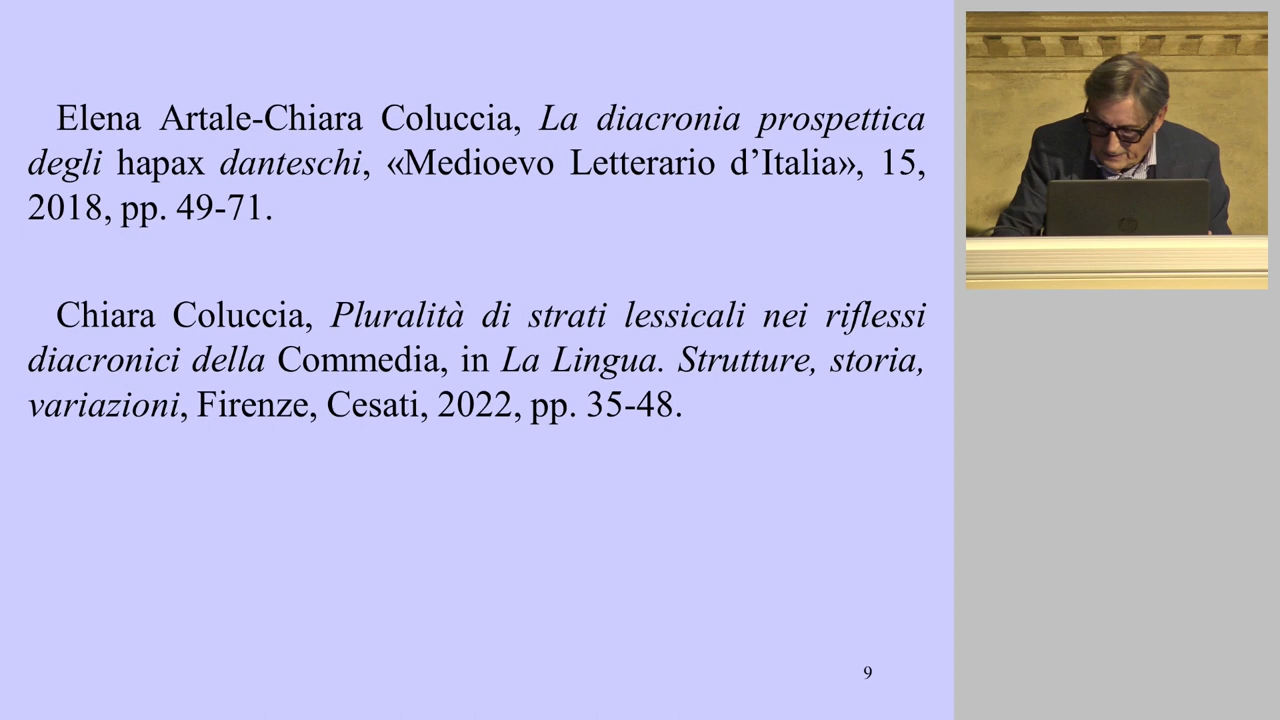 Elena Artale-Chiara Coluccia, La diacronia prospettica
degli hapax danteschi, «Medioevo Letterario d’Italia», 15,
2018, pp. 49-71.
Chiara Coluccia, Pluralità di strati lessicali nei riflessi
diacronici della Commedia, in La Lingua. Strutture, storia,
variazioni, Firenze, Cesati, 2022, pp. 35-48.
9